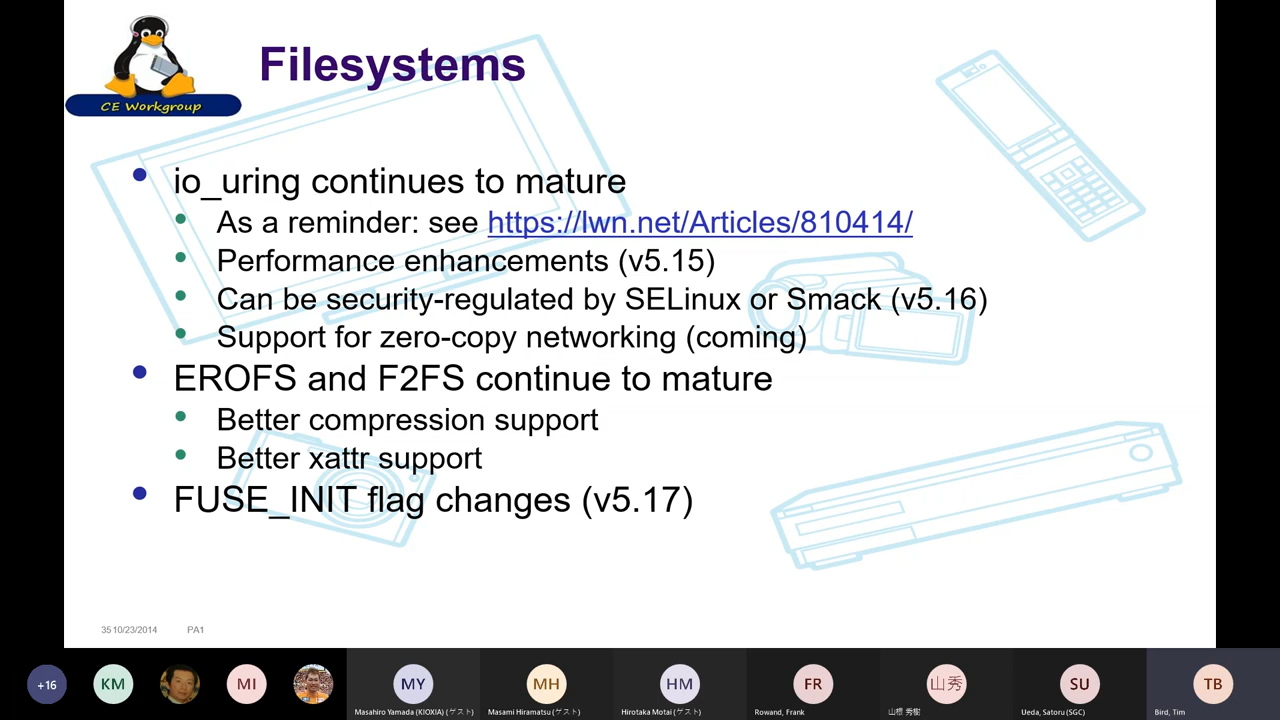 CE Workgroup
Filesystems
io_uring continues to mature
As a reminder: see https://lwn.net/Articles/810414/
Performance enhancements (v5.15)
Can be security-regulated by SELinux or Smack (v5.16)
Support for zero-copy networking (coming)
EROFS and F2FS continue to mature
Better compression support
Better xattr support
FUSE_INIT flag changes (v5.17)
35 10/23/2014 PA1
+16 KM MI MY MH HM FR 山秀 SU TB
Masahiro Yamada (KIOXIA) (ゲスト) Masami Hiramatsu (ゲスト) Hirotaka Motai (ゲスト) Rowand, Frank 山根 秀樹 Ueda, Satoru (SGC) Bird, Tim